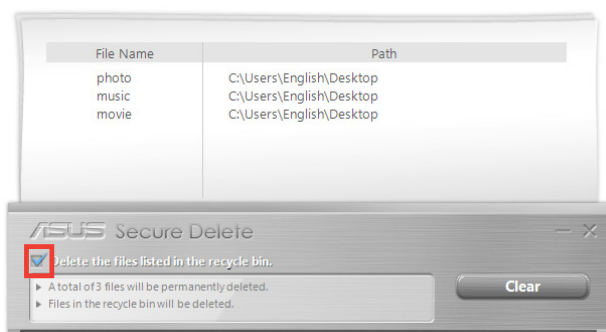 File Name Path
photo C:\Users\English\Desktop
music C:\Users\English\Desktop
movie C:\Users\English\Desktop
ASUS Secure Delete
Delete the files listed in the recycle bin.
A total of 3 files will be permanently deleted.
Files in the recycle bin will be deleted.
Clear